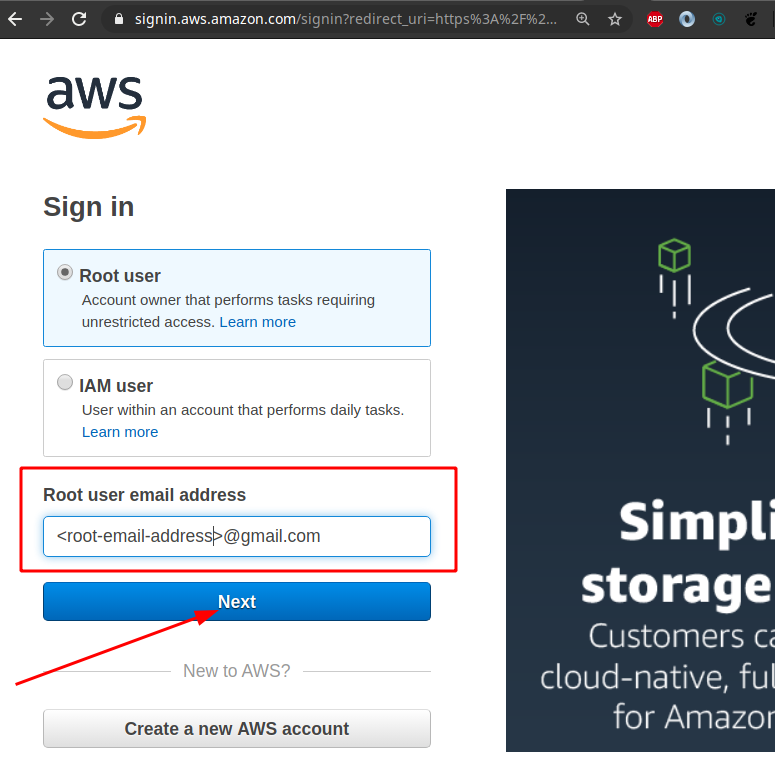 signin.aws.amazon.com/signin?redirect_uri=https%3A%2F%2...
ABP
aws
Sign in
Root user
Account owner that performs tasks requiring
unrestricted access. Learn more
IAM user
User within an account that performs daily tasks.
Learn more
Root user email address
<root-email-address>@gmail.com
Next
New to AWS?
Create a new AWS account
Simpli
storage
Customers ca
cloud-native, ful
for Amazon